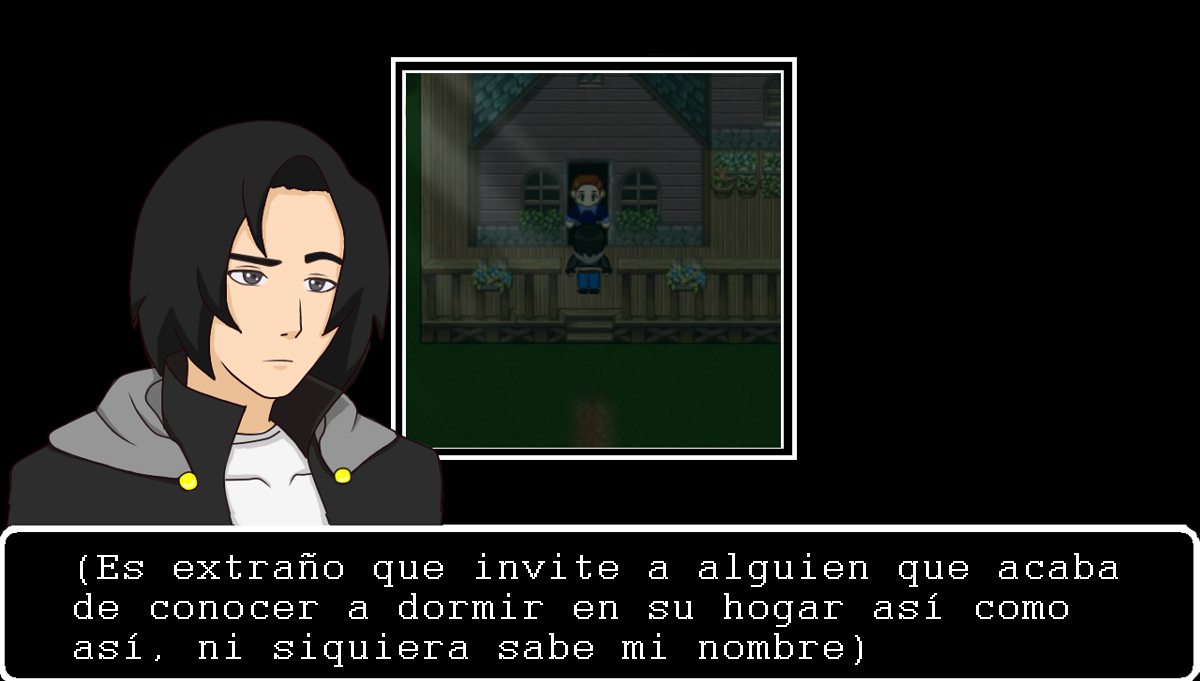 (Es extraño que invite a alguien que acaba
de conocer a dormir en su hogar así como
así, ni siquiera sabe mi nombre)